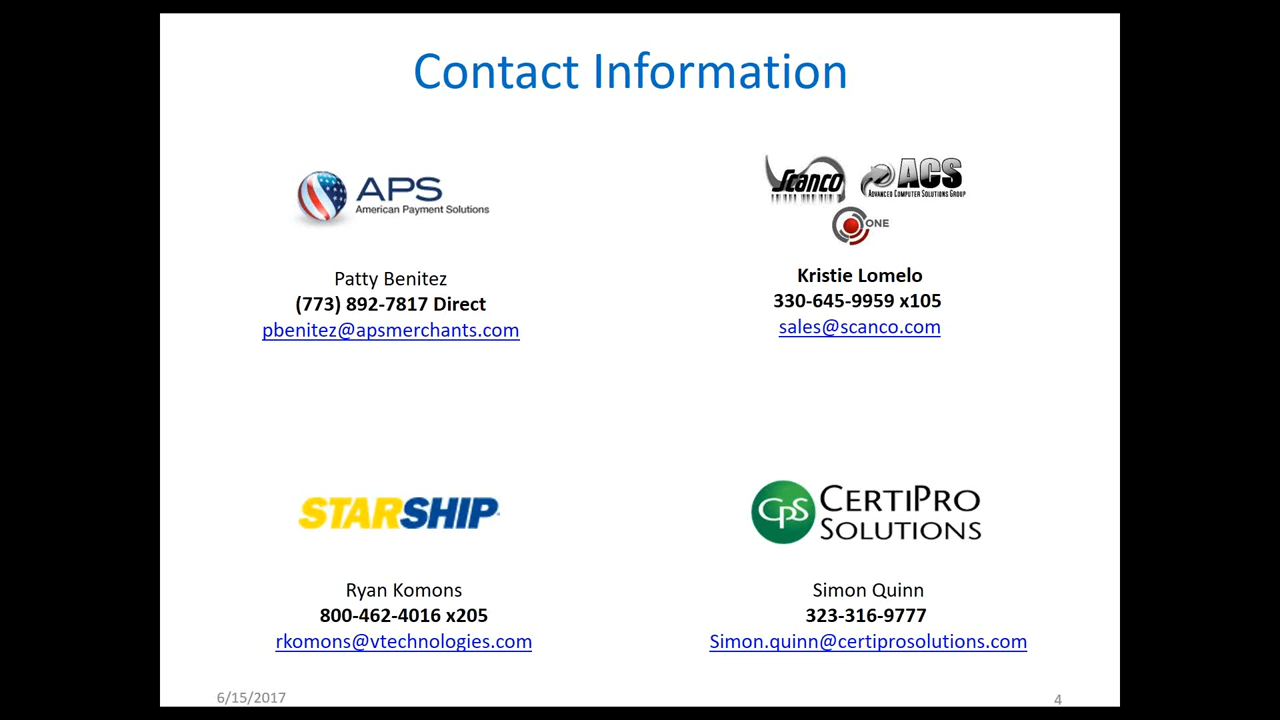 Contact Information
APS
American Payment Solutions
Patty Benitez
(773) 892-7817 Direct
pbenitez@apsmerchants.com
Scanco
ACS
ADVANCED COMPUTER SOLUTIONS GROUP
ONE
Kristie Lomelo
330-645-9959 x105
sales@scanco.com
STARSHIP
Ryan Komons
800-462-4016 x205
rkomons@vtechnologies.com
CPS
CERTIPRO
SOLUTIONS
Simon Quinn
323-316-9777
Simon.quinn@certiprosolutions.com
6/15/2017
4